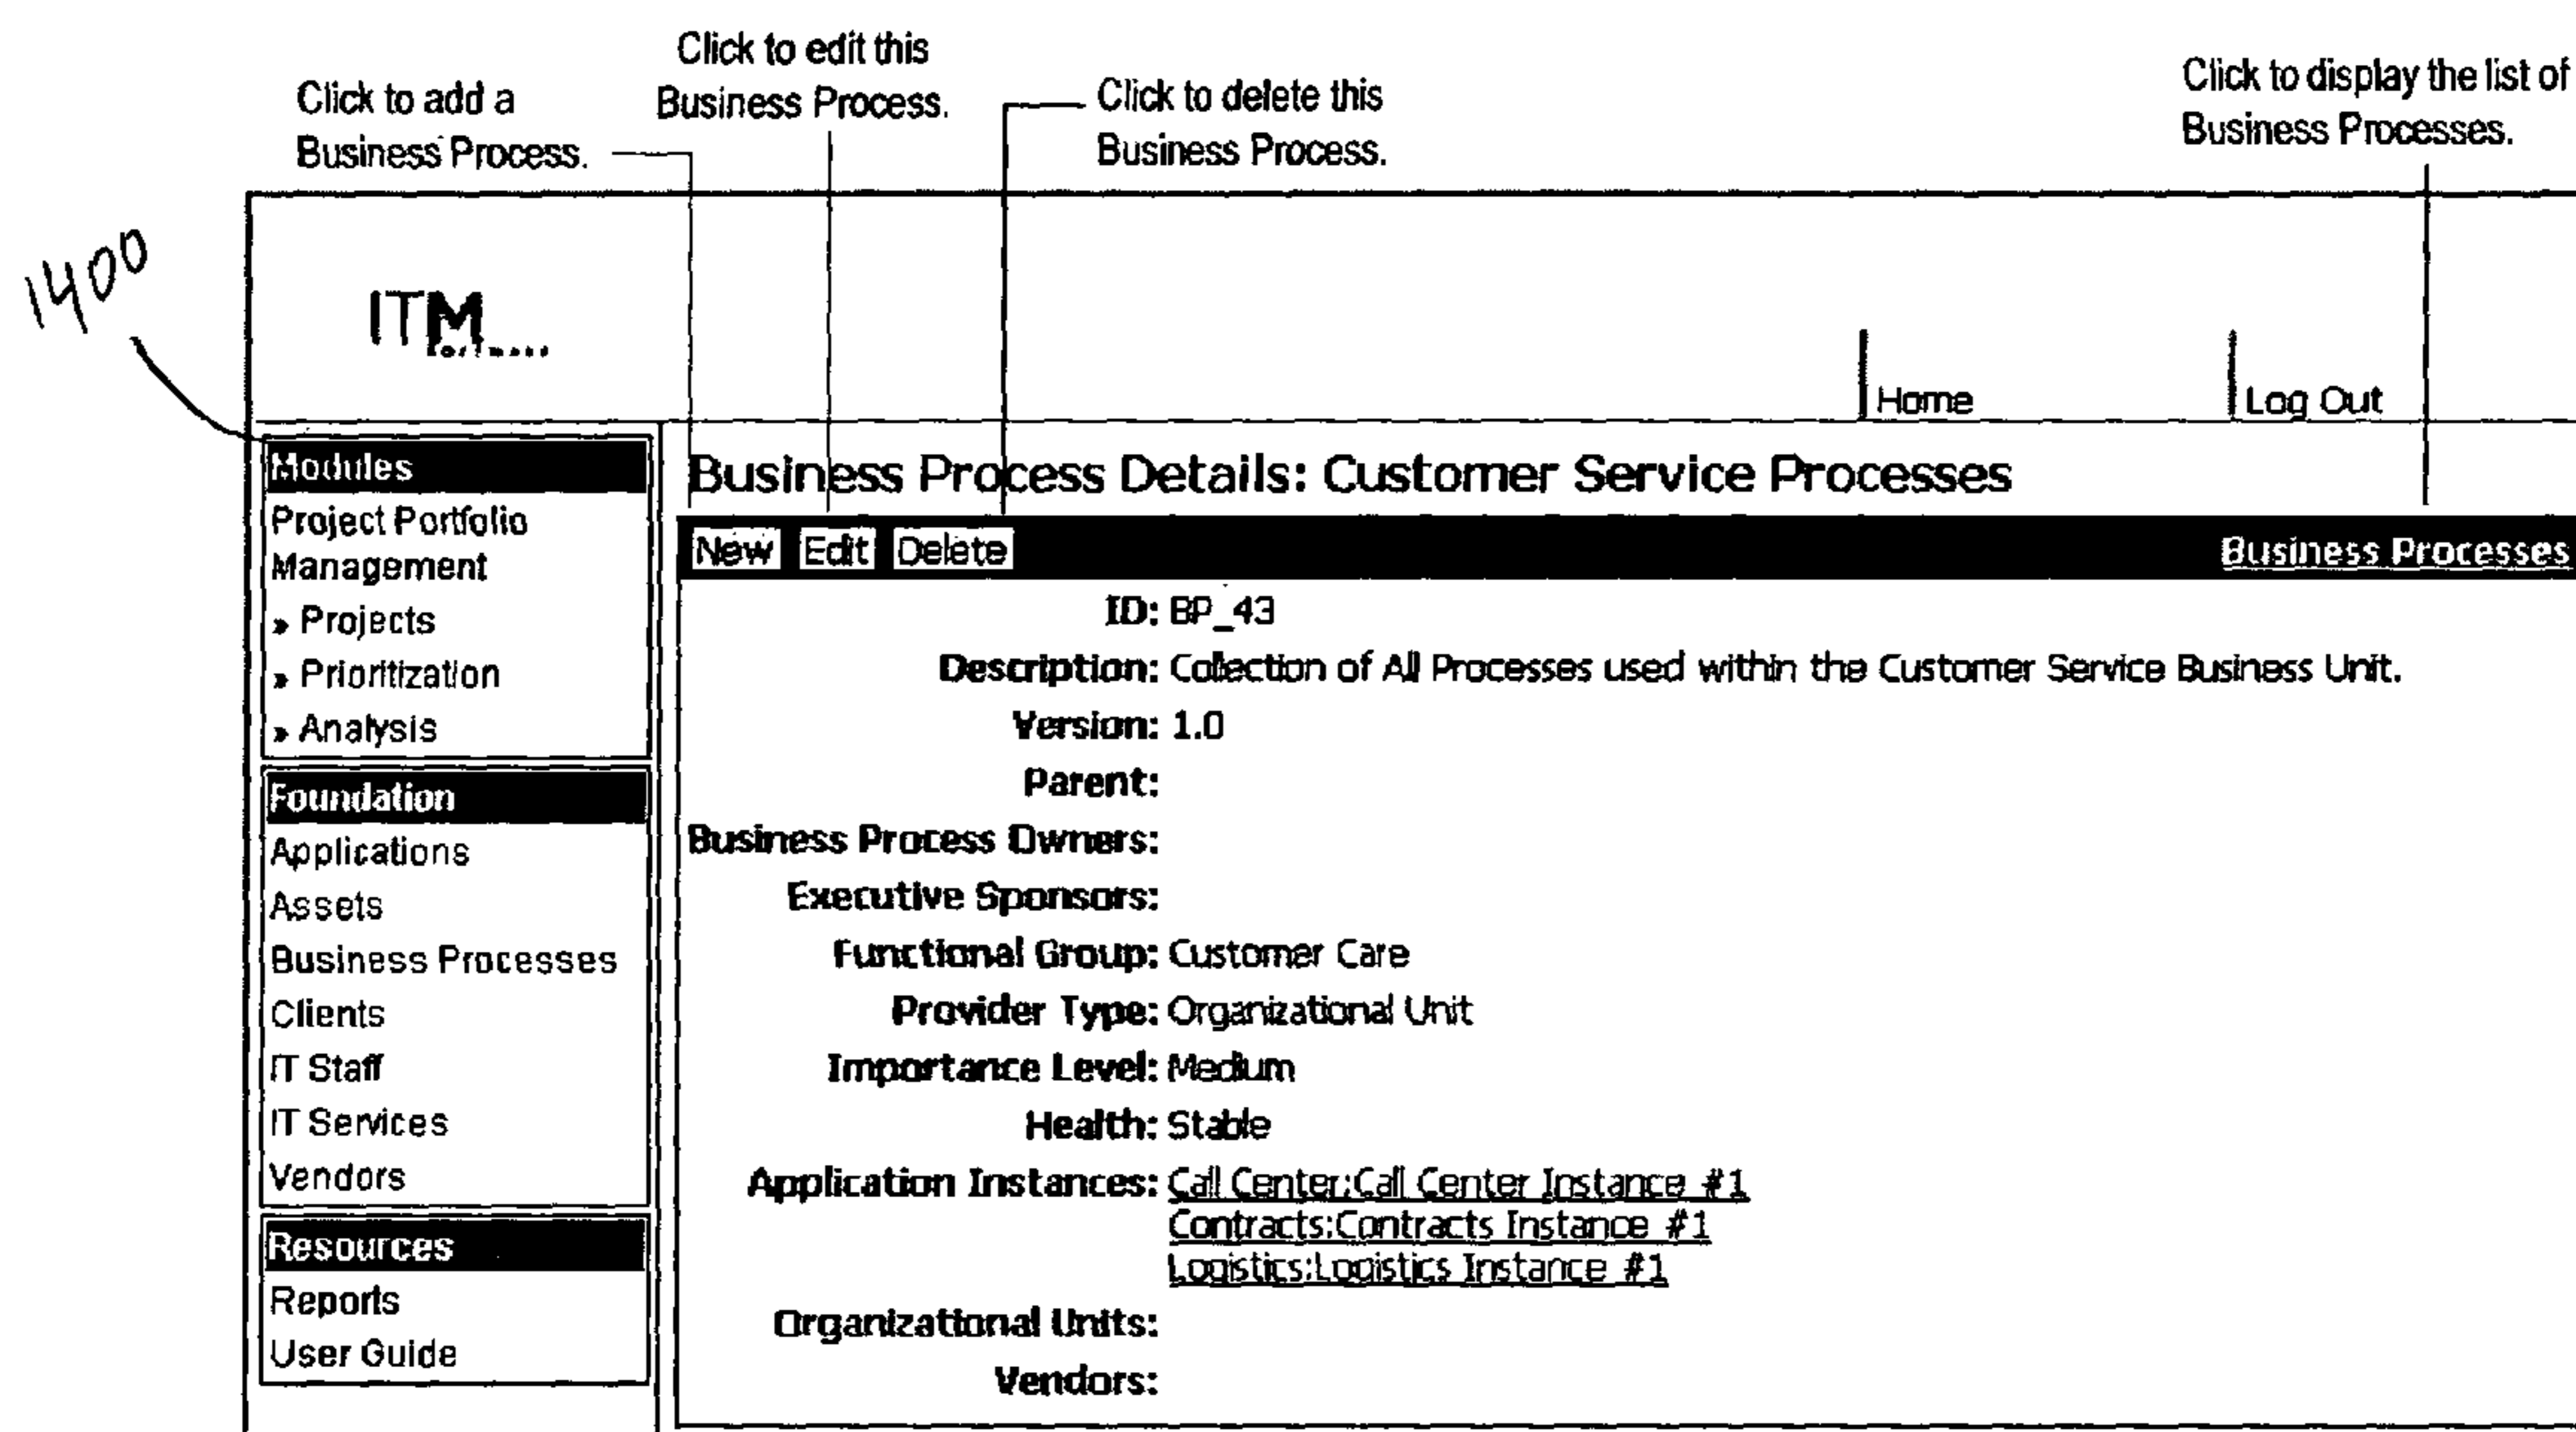 Click to add a
Business Process.
Click to edit this
Business Process.
Click to delete this
Business Process.
Click to display the list of
Business Processes.
1400
ITM
Home
Log Out
Modules
Project Portfolio
Management
» Projects
» Prioritization
» Analysis
Foundation
Applications
Assets
Business Processes
Clients
IT Staff
IT Services
Vendors
Resources
Reports
User Guide
Business Process Details: Customer Service Processes
New Edit Delete
Business Processes
ID: BP_43
Description: Collection of All Processes used within the Customer Service Business Unit.
Version: 1.0
Parent:
Business Process Owners:
Executive Sponsors:
Functional Group: Customer Care
Provider Type: Organizational Unit
Importance Level: Medium
Health: Stable
Application Instances: Call Center:Call Center Instance #1
Contracts:Contracts Instance #1
Logistics:Logistics Instance #1
Organizational Units:
Vendors: